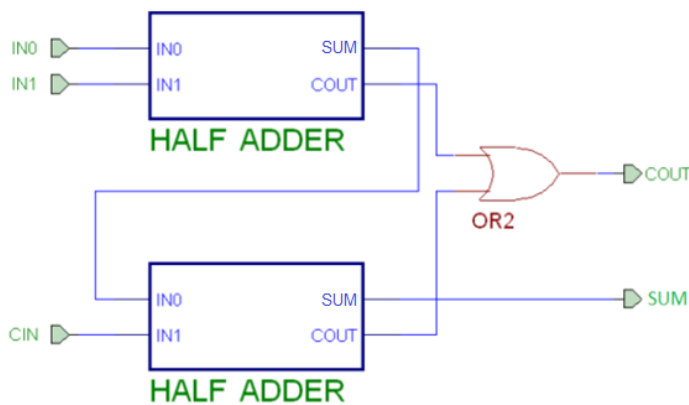 IN0 IN0 SUM
IN1 IN1 COUT
HALF ADDER
COUT
OR2
IN0 SUM SUM
CIN IN1 COUT
HALF ADDER